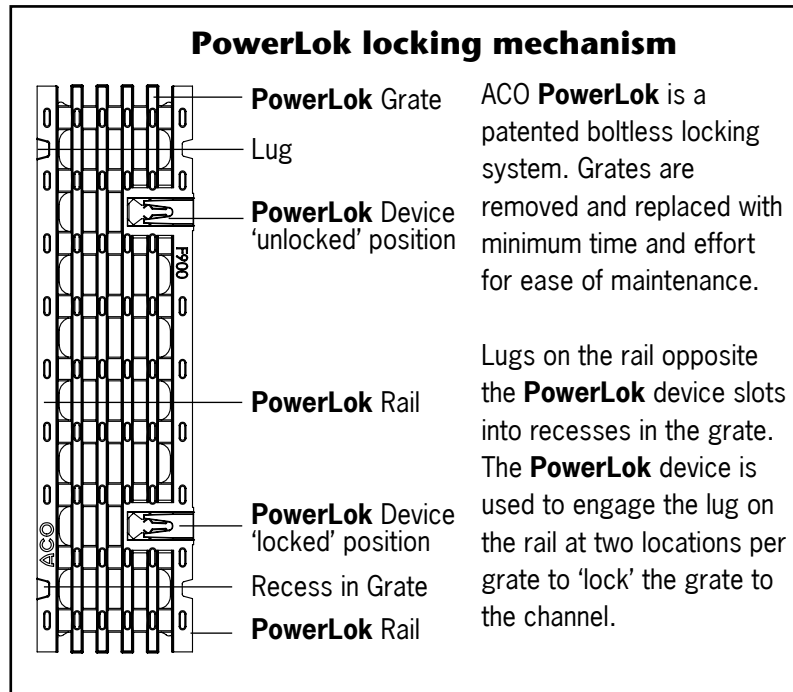 PowerLok locking mechanism
PowerLok Grate
Lug
PowerLok Device
‘unlocked’ position
F900
PowerLok Rail
PowerLok Device
‘locked’ position
ACO
Recess in Grate
PowerLok Rail
ACO PowerLok is a
patented boltless locking
system. Grates are
removed and replaced with
minimum time and effort
for ease of maintenance.
Lugs on the rail opposite
the PowerLok device slots
into recesses in the grate.
The PowerLok device is
used to engage the lug on
the rail at two locations per
grate to ‘lock’ the grate to
the channel.